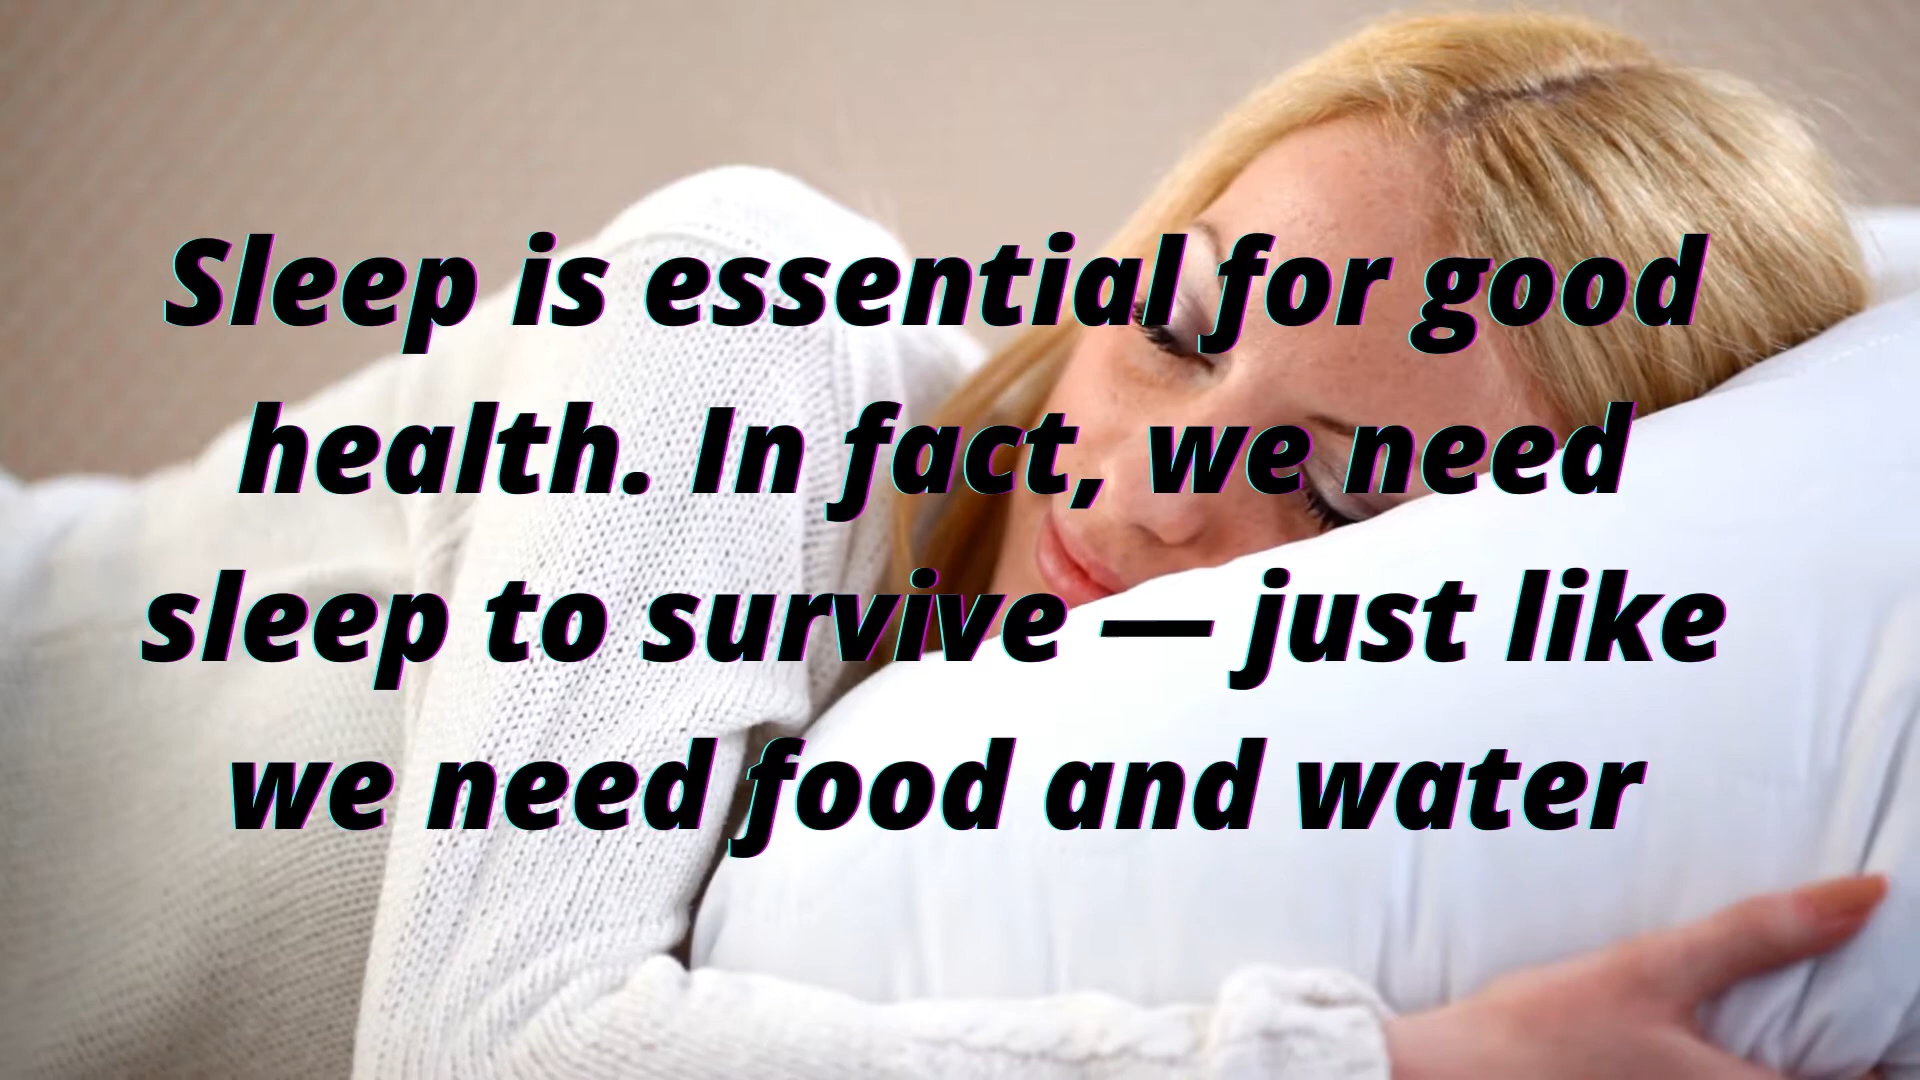 Sleep is essential for good
health. In fact, we need
sleep to survive — just like
we need food and water